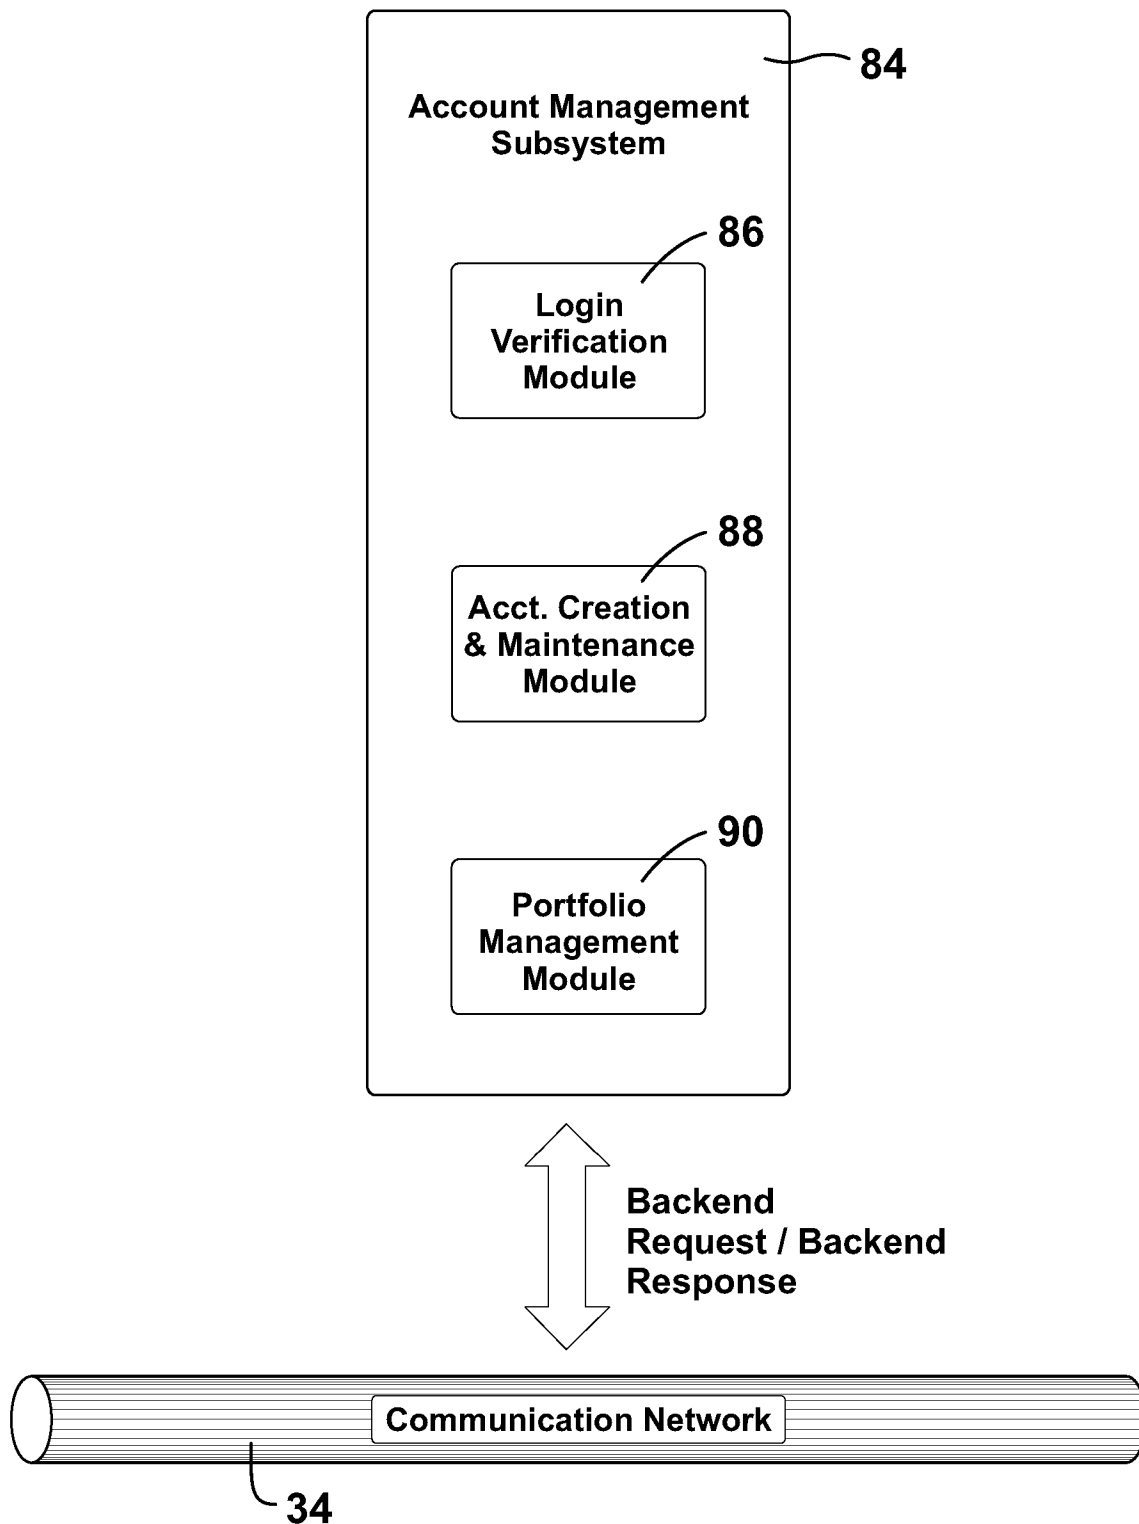 84
Account Management
Subsystem
86
Login
Verification
Module
88
Acct. Creation
& Maintenance
Module
90
Portfolio
Management
Module
Backend
Request / Backend
Response
Communication Network
34